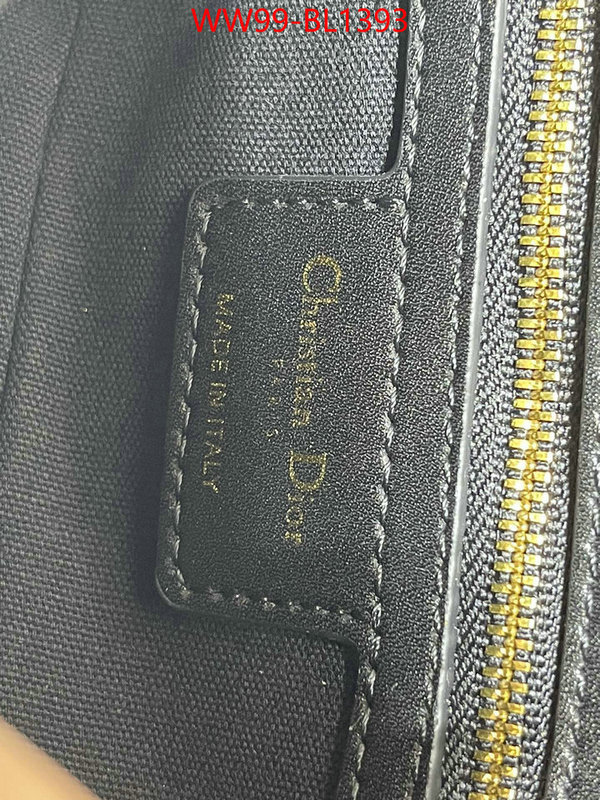 WW99-BL1393
Christian Dior
PARIS
MADE IN ITALY